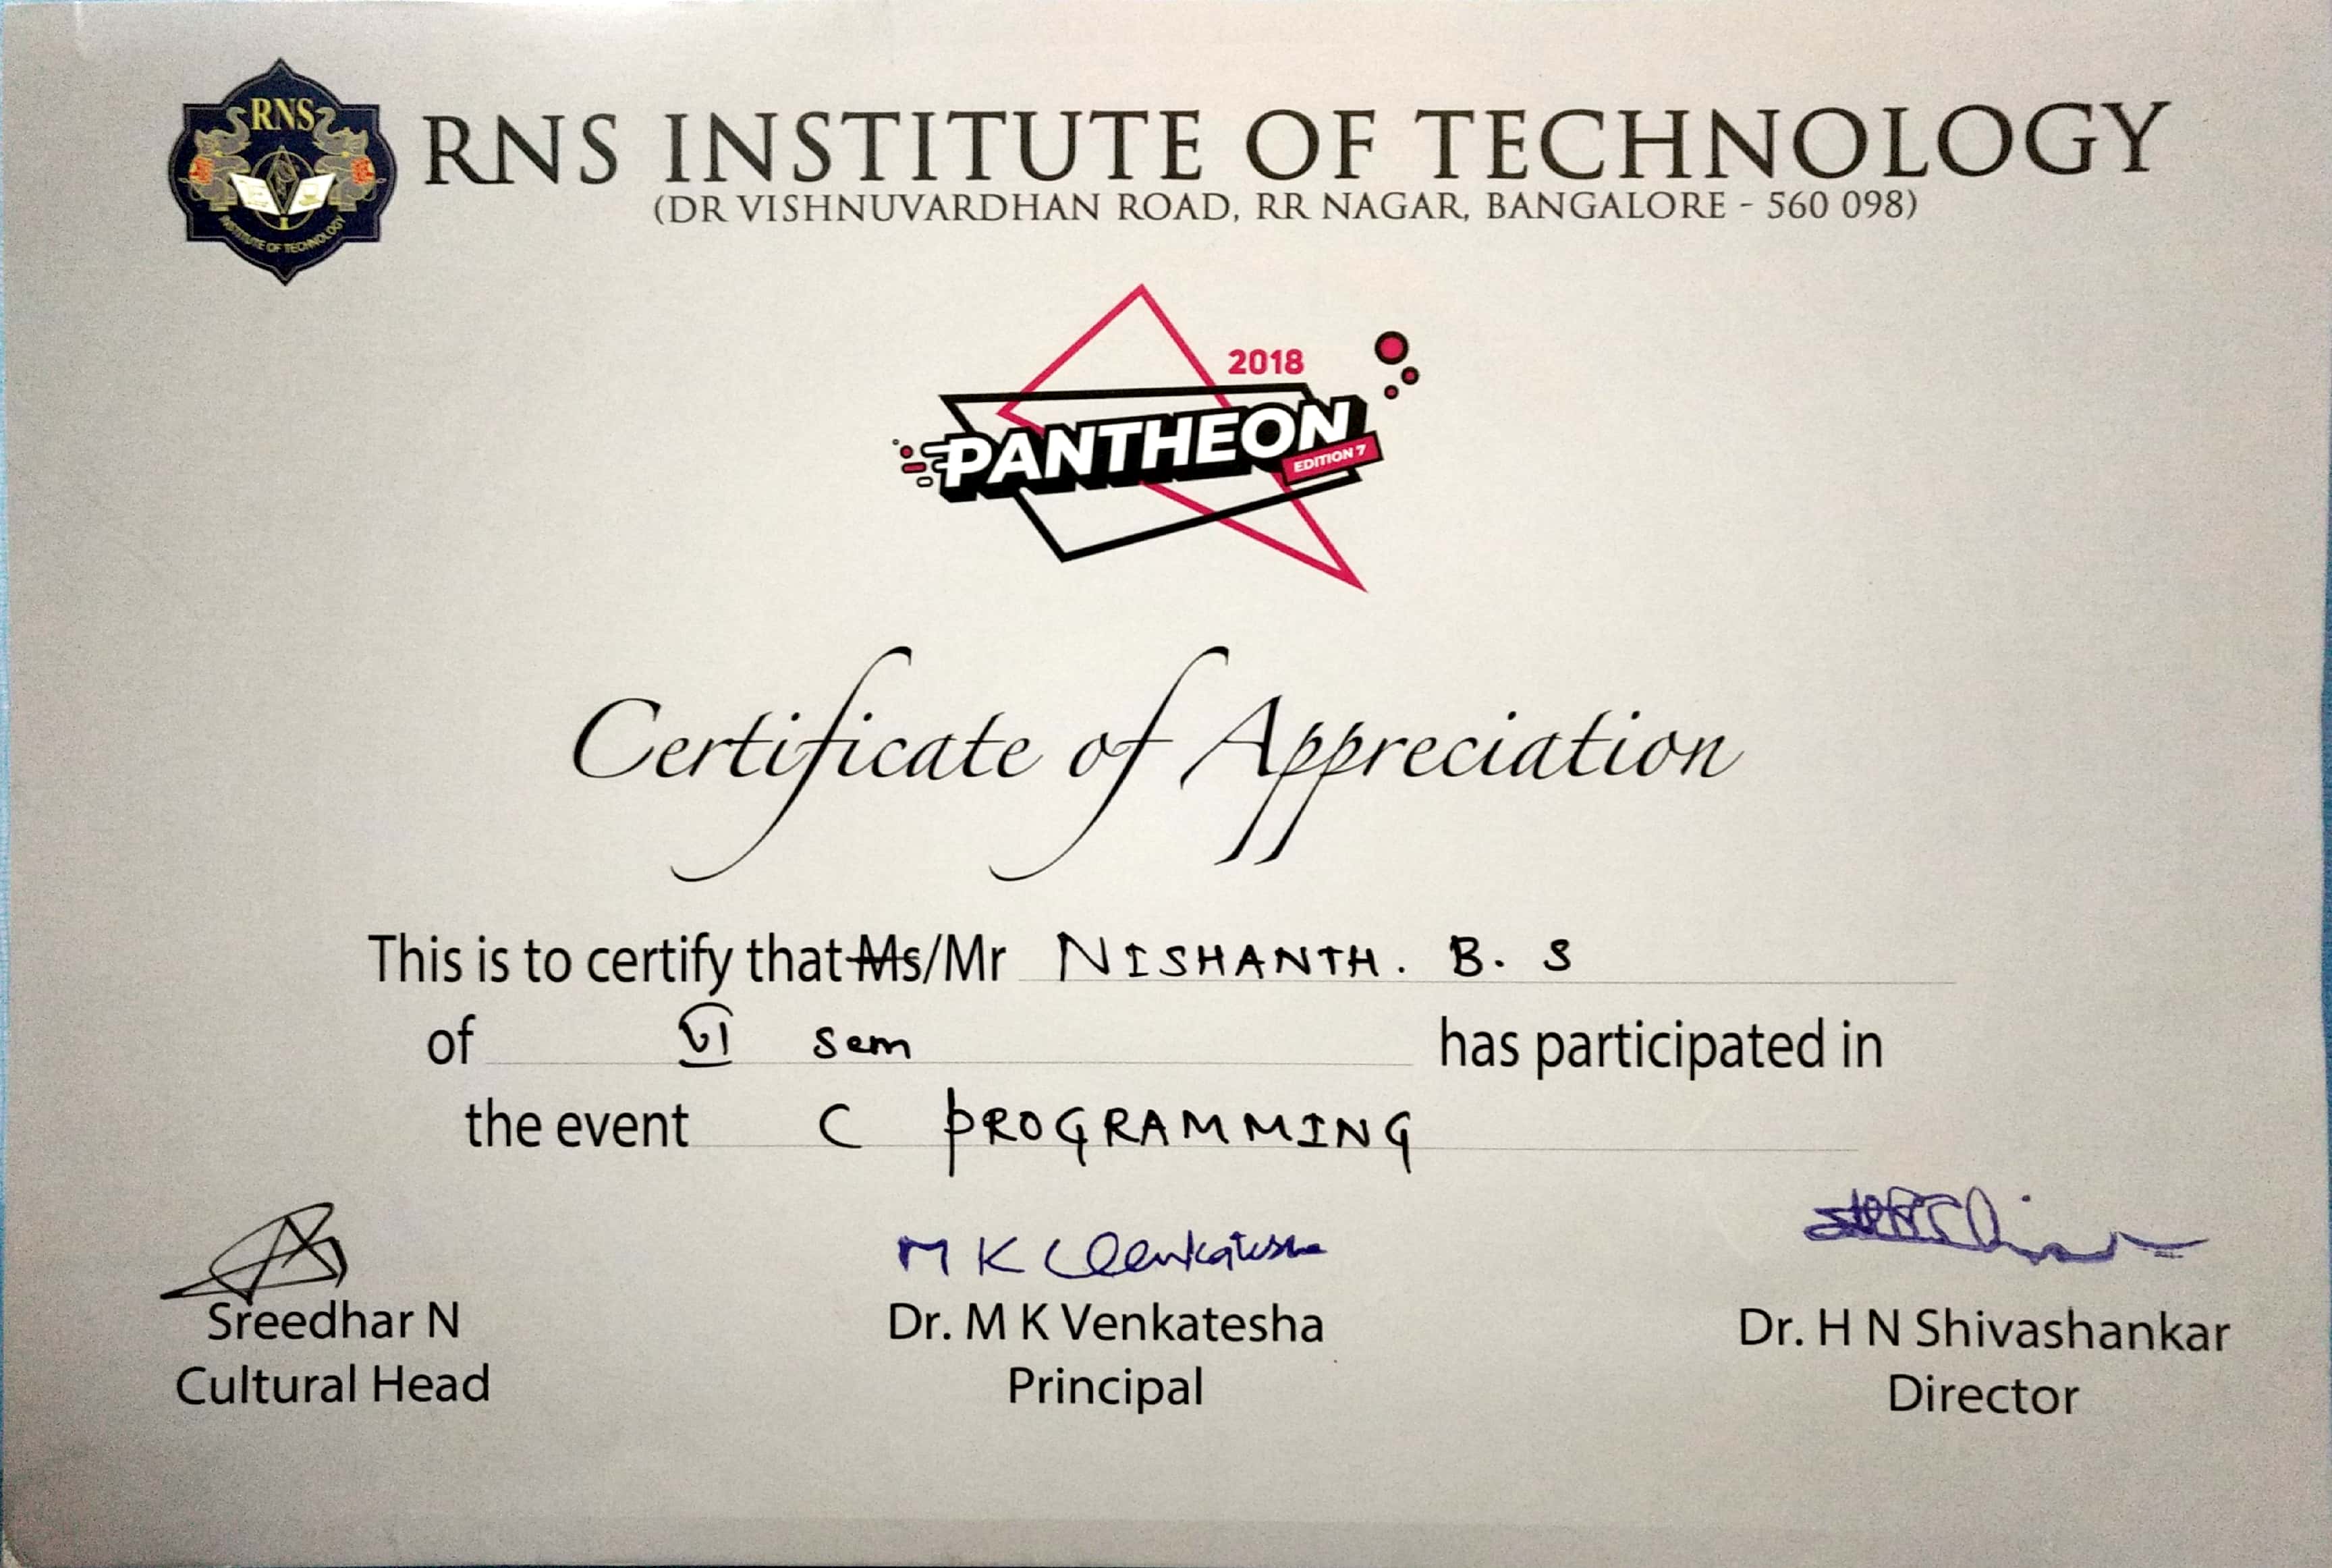 RNS
INSTITUTE OF TECHNOLOGY
RNS INSTITUTE OF TECHNOLOGY
(DR VISHNUVARDHAN ROAD, RR NAGAR, BANGALORE - 560 098)
2018
PANTHEON
EDITION 7
Certificate of Appreciation
This is to certify that Ms/Mr NISHANTH. B. S
of VI sem has participated in
the event C PROGRAMMING
M K Venkatesha
Sreedhar N Dr. M K Venkatesha Dr. H N Shivashankar
Cultural Head Principal Director